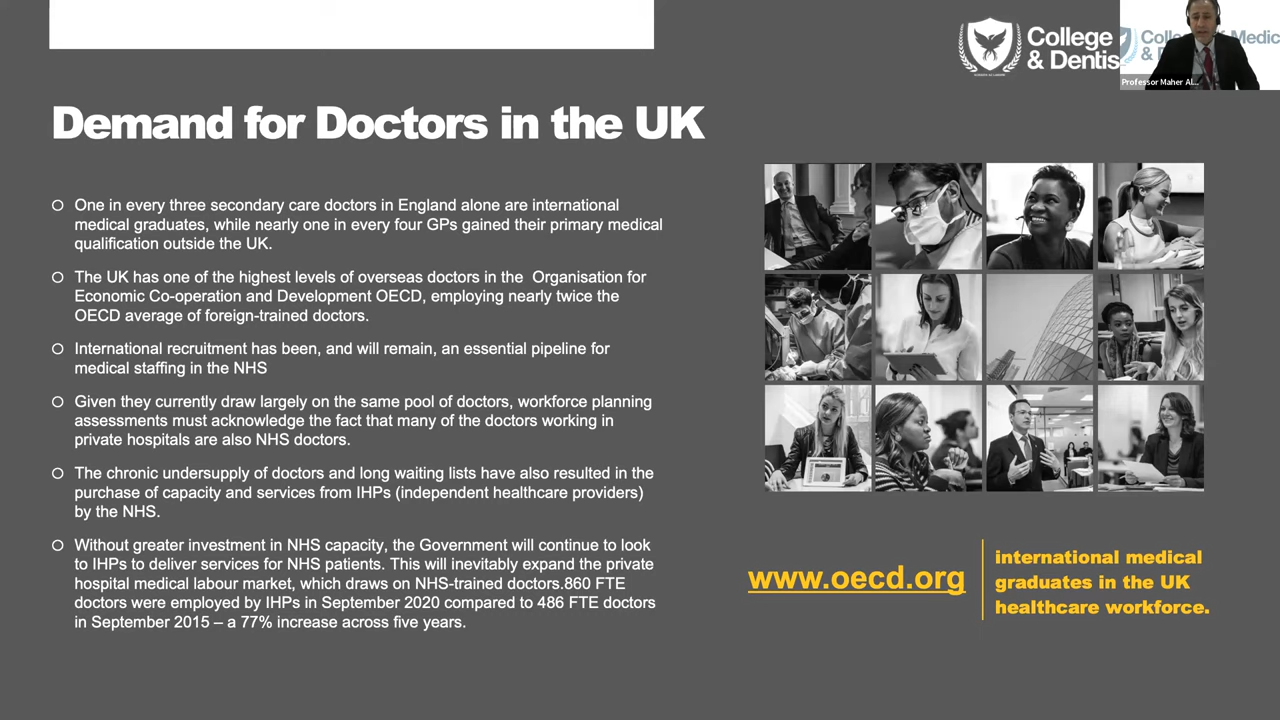 College
& Dentis
Professor Maher Al...
Demand for Doctors in the UK
One in every three secondary care doctors in England alone are international
medical graduates, while nearly one in every four GPs gained their primary medical
qualification outside the UK.
The UK has one of the highest levels of overseas doctors in the Organisation for
Economic Co-operation and Development OECD, employing nearly twice the
OECD average of foreign-trained doctors.
International recruitment has been, and will remain, an essential pipeline for
medical staffing in the NHS
Given they currently draw largely on the same pool of doctors, workforce planning
assessments must acknowledge the fact that many of the doctors working in
private hospitals are also NHS doctors.
The chronic undersupply of doctors and long waiting lists have also resulted in the
purchase of capacity and services from IHPs (independent healthcare providers)
by the NHS.
Without greater investment in NHS capacity, the Government will continue to look
to IHPs to deliver services for NHS patients. This will inevitably expand the private
hospital medical labour market, which draws on NHS-trained doctors.860 FTE
doctors were employed by IHPs in September 2020 compared to 486 FTE doctors
in September 2015 – a 77% increase across five years.
www.oecd.org
international medical
graduates in the UK
healthcare workforce.